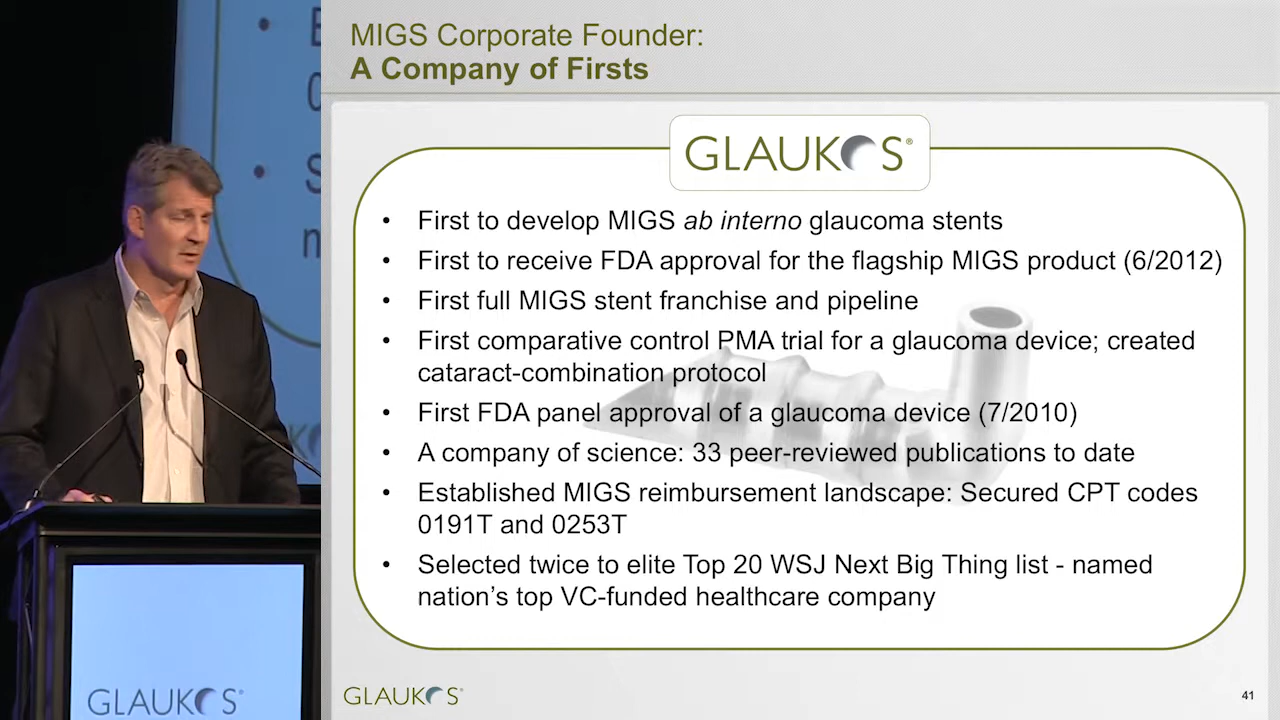 MIGS Corporate Founder:
A Company of Firsts
GLAUKOS®
• First to develop MIGS ab interno glaucoma stents
• First to receive FDA approval for the flagship MIGS product (6/2012)
• First full MIGS stent franchise and pipeline
• First comparative control PMA trial for a glaucoma device; created
cataract-combination protocol
• First FDA panel approval of a glaucoma device (7/2010)
• A company of science: 33 peer-reviewed publications to date
• Established MIGS reimbursement landscape: Secured CPT codes
0191T and 0253T
• Selected twice to elite Top 20 WSJ Next Big Thing list - named
nation's top VC-funded healthcare company
GLAUKOS®
GLAUKOS®
41